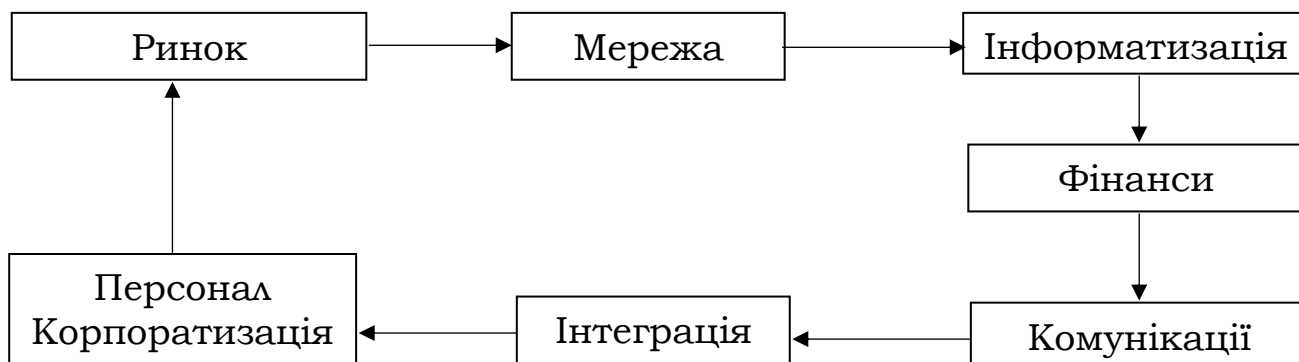 Ринок
Мережа
Інформатизація
Фінанси
Персонал
Корпоратизація
Інтеграція
Комунікації